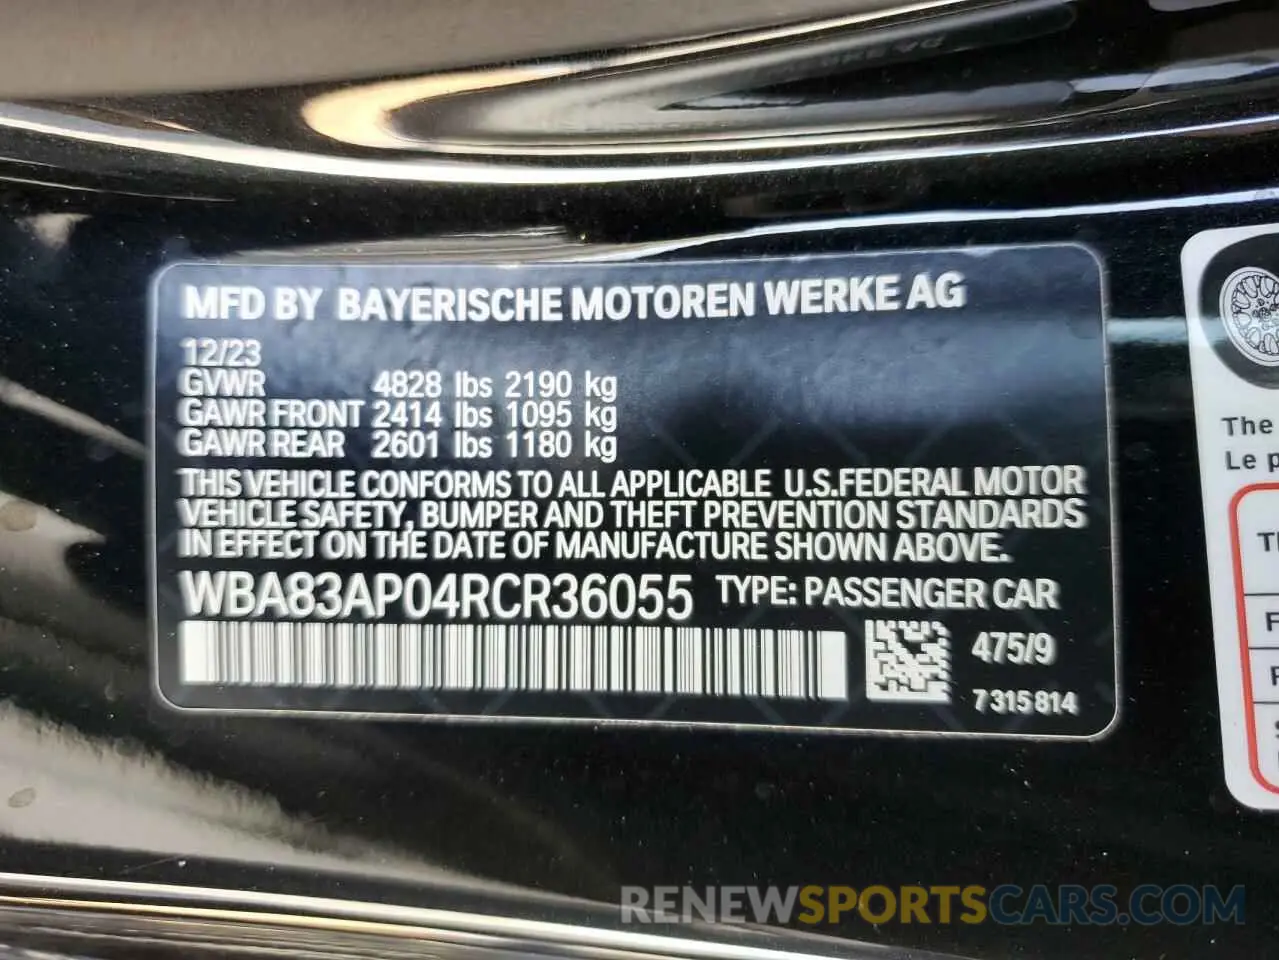 MFD BY BAYERISCHE MOTOREN WERKE AG
12/23
GVWR 4828 lbs 2190 kg
GAWR FRONT 2414 lbs 1095 kg
GAWR REAR 2601 lbs 1180 kg
THIS VEHICLE CONFORMS TO ALL APPLICABLE U.S.FEDERAL MOTOR
VEHICLE SAFETY, BUMPER AND THEFT PREVENTION STANDARDS
IN EFFECT ON THE DATE OF MANUFACTURE SHOWN ABOVE.
WBA83AP04RCR36055 TYPE: PASSENGER CAR
475/9
7 315 814
The
Le p
RENEWSPORTSCARS.COM